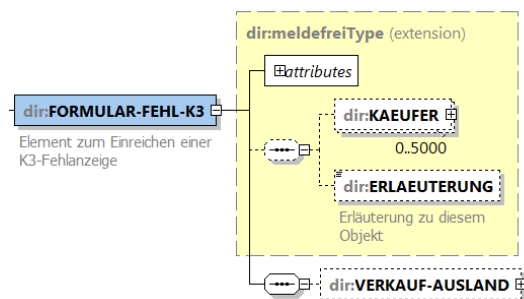 dir:meldefreiType (extension)
attributes
dir:FORMULAR-FEHL-K3
Element zum Einreichen einer
K3-Fehlanzeige
dir:KAEUFER
0..5000
dir:ERLAEUTERUNG
Erläuterung zu diesem
Objekt
dir:VERKAUF-AUSLAND